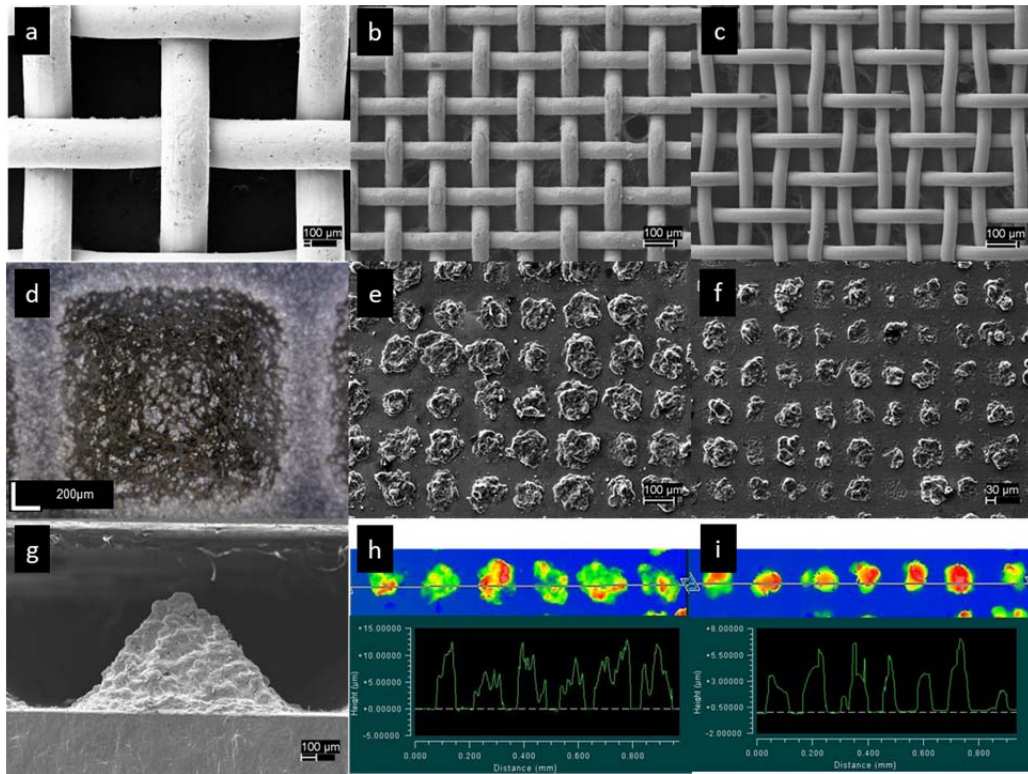 a
b
c
100 µm
100 µm
100 µm
d
e
f
200µm
100 µm
30 µm
g
h
i
100 µm
+15.00000
+10.00000
+5.00000
+0.00000
-5.00000
Height (µm)
0.000
0.200
0.400
0.600
0.800
Distance (mm)
+8.00000
+5.50000
+3.00000
+0.50000
-2.00000
Height (µm)
0.000
0.200
0.400
0.600
0.800
Distance (mm)